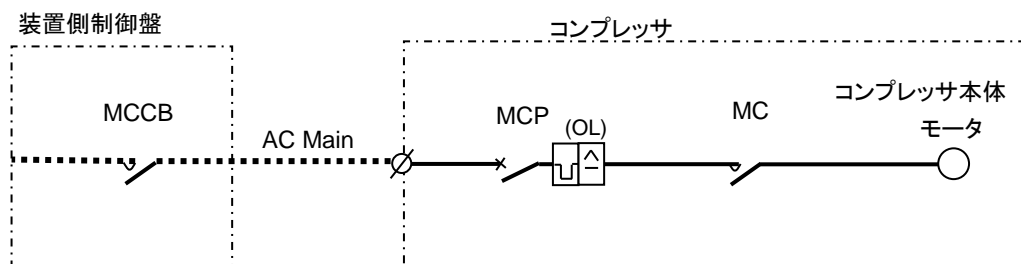 装置側制御盤
コンプレッサ
MCCB
AC Main
MCP
(OL)
MC
コンプレッサ本体
モータ